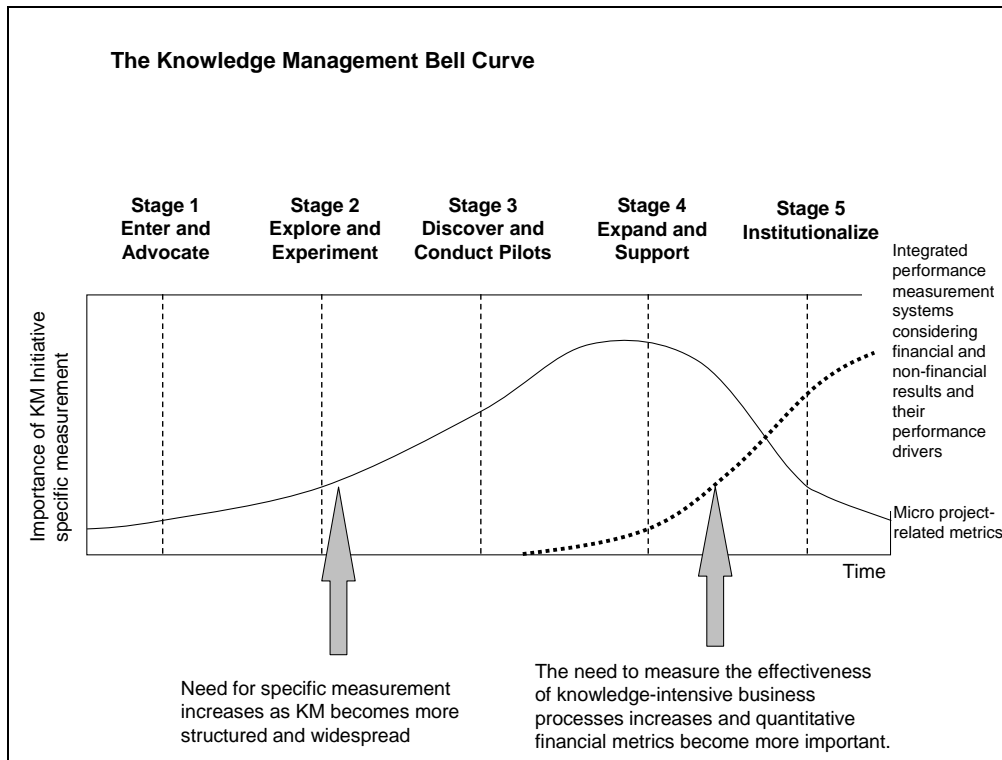 The Knowledge Management Bell Curve
Stage 1
Enter and
Advocate
Stage 2
Explore and
Experiment
Stage 3
Discover and
Conduct Pilots
Stage 4
Expand and
Support
Stage 5
Institutionalize
Integrated
performance
measurement
systems
considering
financial and
non-financial
results and
their
performance
drivers
Importance of KM Initiative
specific measurement
Micro project-
related metrics
Time
Need for specific measurement
increases as KM becomes more
structured and widespread
The need to measure the effectiveness
of knowledge-intensive business
processes increases and quantitative
financial metrics become more important.